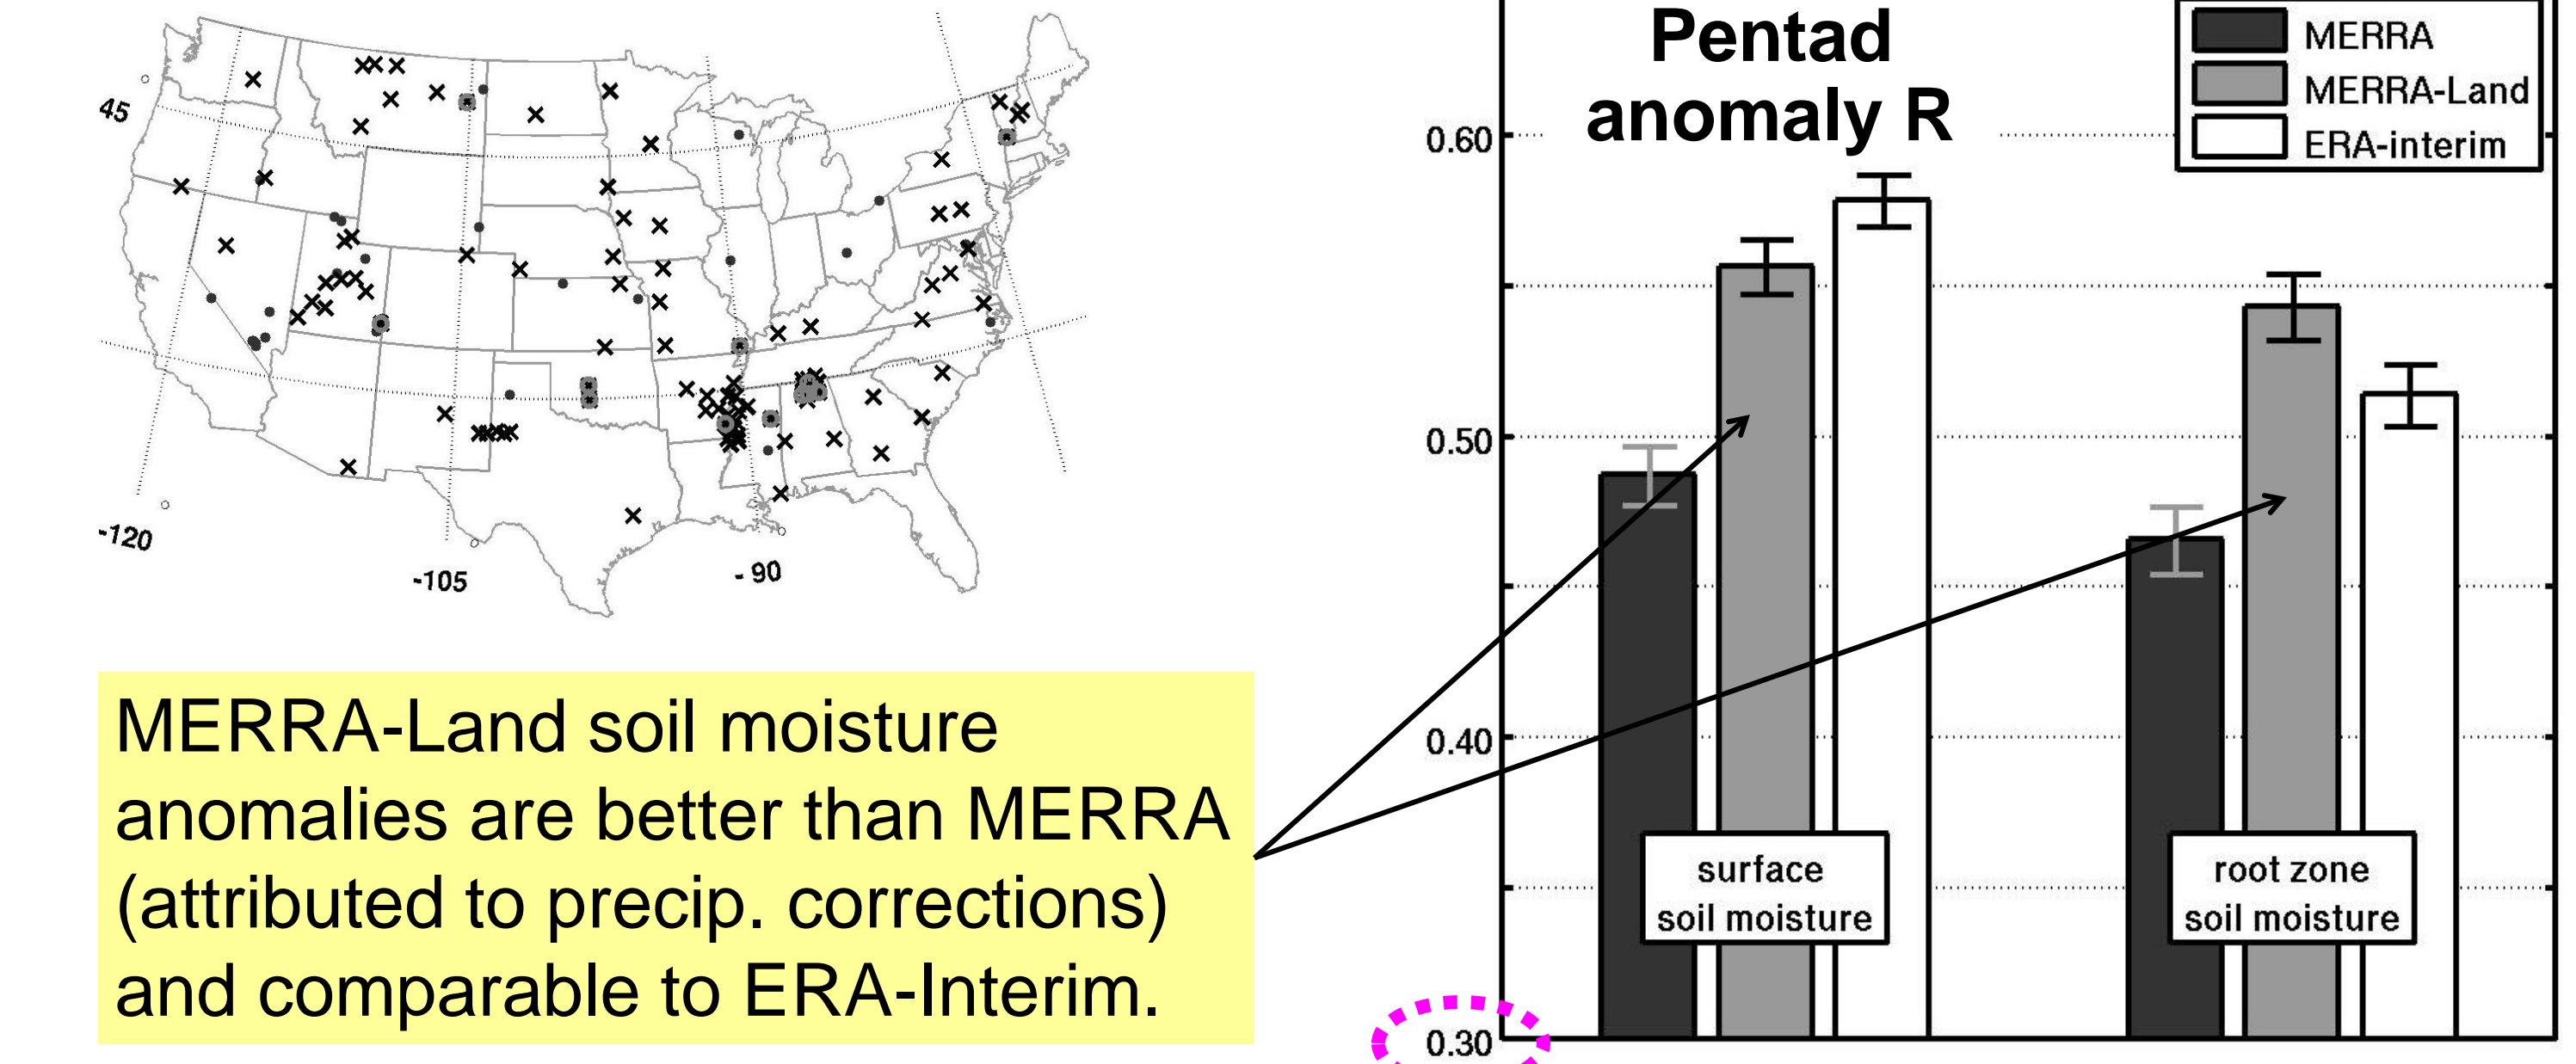 45
-120
-105
- 90
MERRA-Land soil moisture
anomalies are better than MERRA
(attributed to precip. corrections)
and comparable to ERA-Interim.
Pentad
anomaly R
MERRA
MERRA-Land
ERA-interim
0.60
0.50
0.40
0.30
surface
soil moisture
root zone
soil moisture